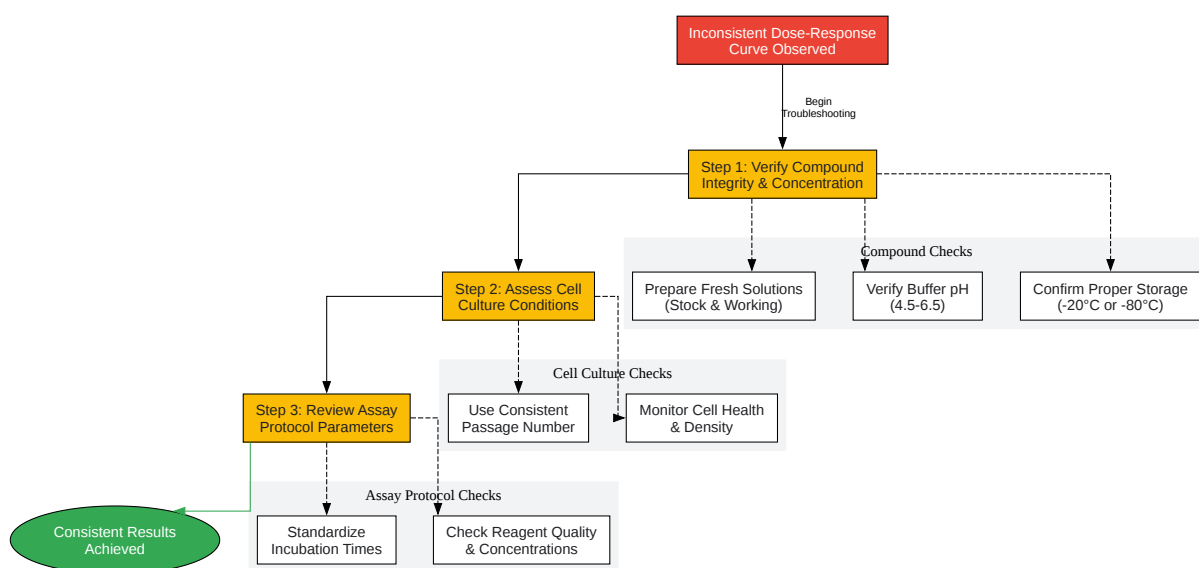 Inconsistent Dose-Response
Curve Observed
Begin
Troubleshooting
Step 1: Verify Compound
Integrity & Concentration
Compound Checks
Prepare Fresh Solutions
(Stock & Working)
Verify Buffer pH
(4.5-6.5)
Confirm Proper Storage
(-20°C or -80°C)
Step 2: Assess Cell
Culture Conditions
Cell Culture Checks
Use Consistent
Passage Number
Monitor Cell Health
& Density
Step 3: Review Assay
Protocol Parameters
Assay Protocol Checks
Standardize
Incubation Times
Check Reagent Quality
& Concentrations
Consistent Results
Achieved